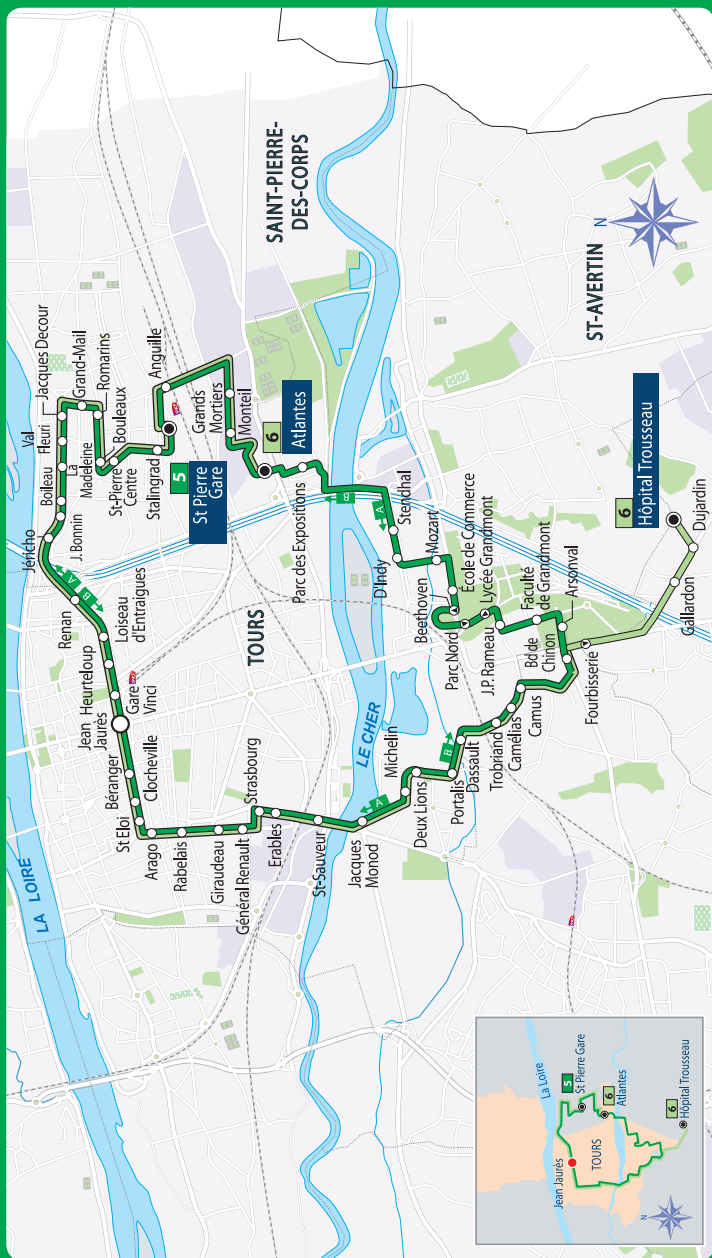 LA LOIRE
LE CHER
TOURS
SAINT-PIERRE-
DES-CORPS
ST-AVERTIN
N
5
St Pierre
Gare
6
Atlantes
6
Hôpital Trousseau
Jéricho
J. Bonnin
Boileau
Val
Fleuri
Jacques Decour
Grand-Mail
Romarins
La
Madeleine
Bouleaux
St-Pierre
Centre
Stalingrad
Anguille
Grands
Mortiers
Monteil
Parc des Expositions
Stendhal
D'Indy
Mozart
Beethoven
Ecole de Commerce
Parc Nord
Lycée Grandmont
J.P. Rameau
Faculté
de Grandmont
Arsonval
Bd de
Chinon
Fourbisserie
Gallardon
Dujardin
Camus
Camélias
Trobriand
Dassault
Portalis
Deux Lions
Michelin
Jacques
Monod
St-Sauveur
Erables
Strasbourg
Général Renault
Giraudeau
Rabelais
Arago
St Eloi
Clocheville
Béranger
Jean
Jaurès
Gare
Vinci
Heurteloup
Loiseau
d'Entraigues
Renan
A
B
B
A
A
B
La Loire
5
St Pierre Gare
6
Atlantes
6
Hôpital Trousseau
Jean Jaurès
TOURS
N